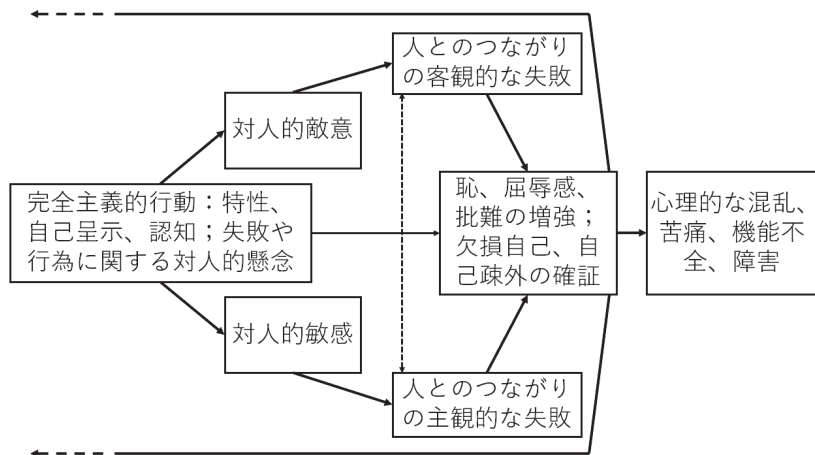 人とのつながり
の客観的な失敗
対人的敵意
完全主義的行動：特性、
自己呈示、認知；失敗や
行為に関する対人的懸念
恥、屈辱感、
批難の増強；
欠損自己、自
己疎外の確証
心理的な混乱、
苦痛、機能不
全、障害
対人的敏感
人とのつながり
の主観的な失敗